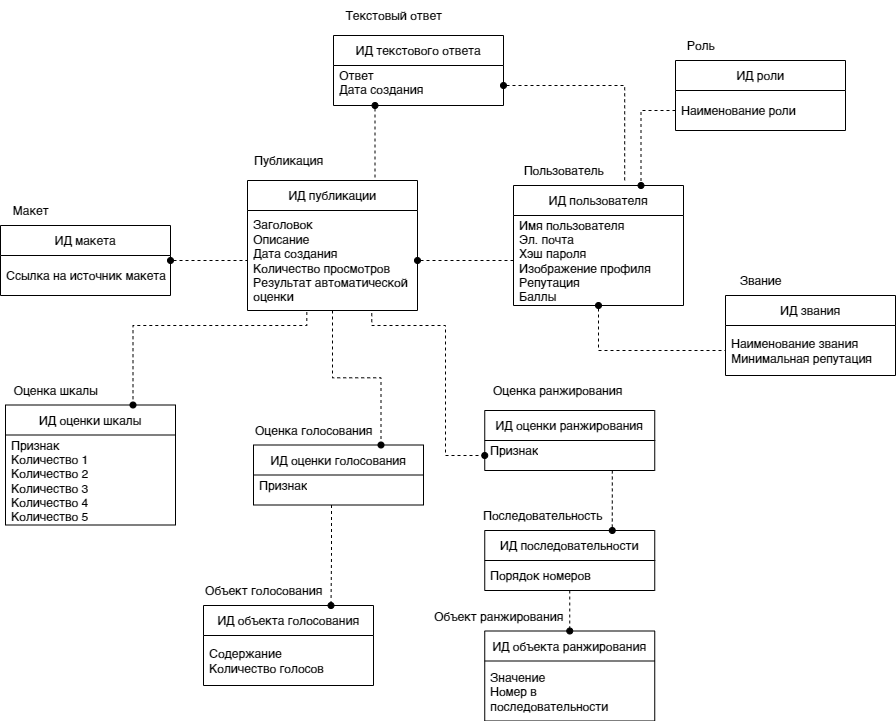 Текстовый ответ
ИД текстового ответа
Ответ
Дата создания
Роль
ИД роли
Наименование роли
Публикация
ИД публикации
Заголовок
Описание
Дата создания
Количество просмотров
Результат автоматической
оценки
Пользователь
ИД пользователя
Имя пользователя
Эл. почта
Хэш пароля
Изображение профиля
Репутация
Баллы
Макет
ИД макета
Ссылка на источник макета
Звание
ИД звания
Наименование звания
Минимальная репутация
Оценка шкалы
ИД оценки шкалы
Признак
Количество 1
Количество 2
Количество 3
Количество 4
Количество 5
Оценка голосования
ИД оценки голосования
Признак
Оценка ранжирования
ИД оценки ранжирования
Признак
Последовательность
ИД последовательности
Порядок номеров
Объект голосования
ИД объекта голосования
Содержание
Количество голосов
Объект ранжирования
ИД объекта ранжирования
Значение
Номер в
последовательности